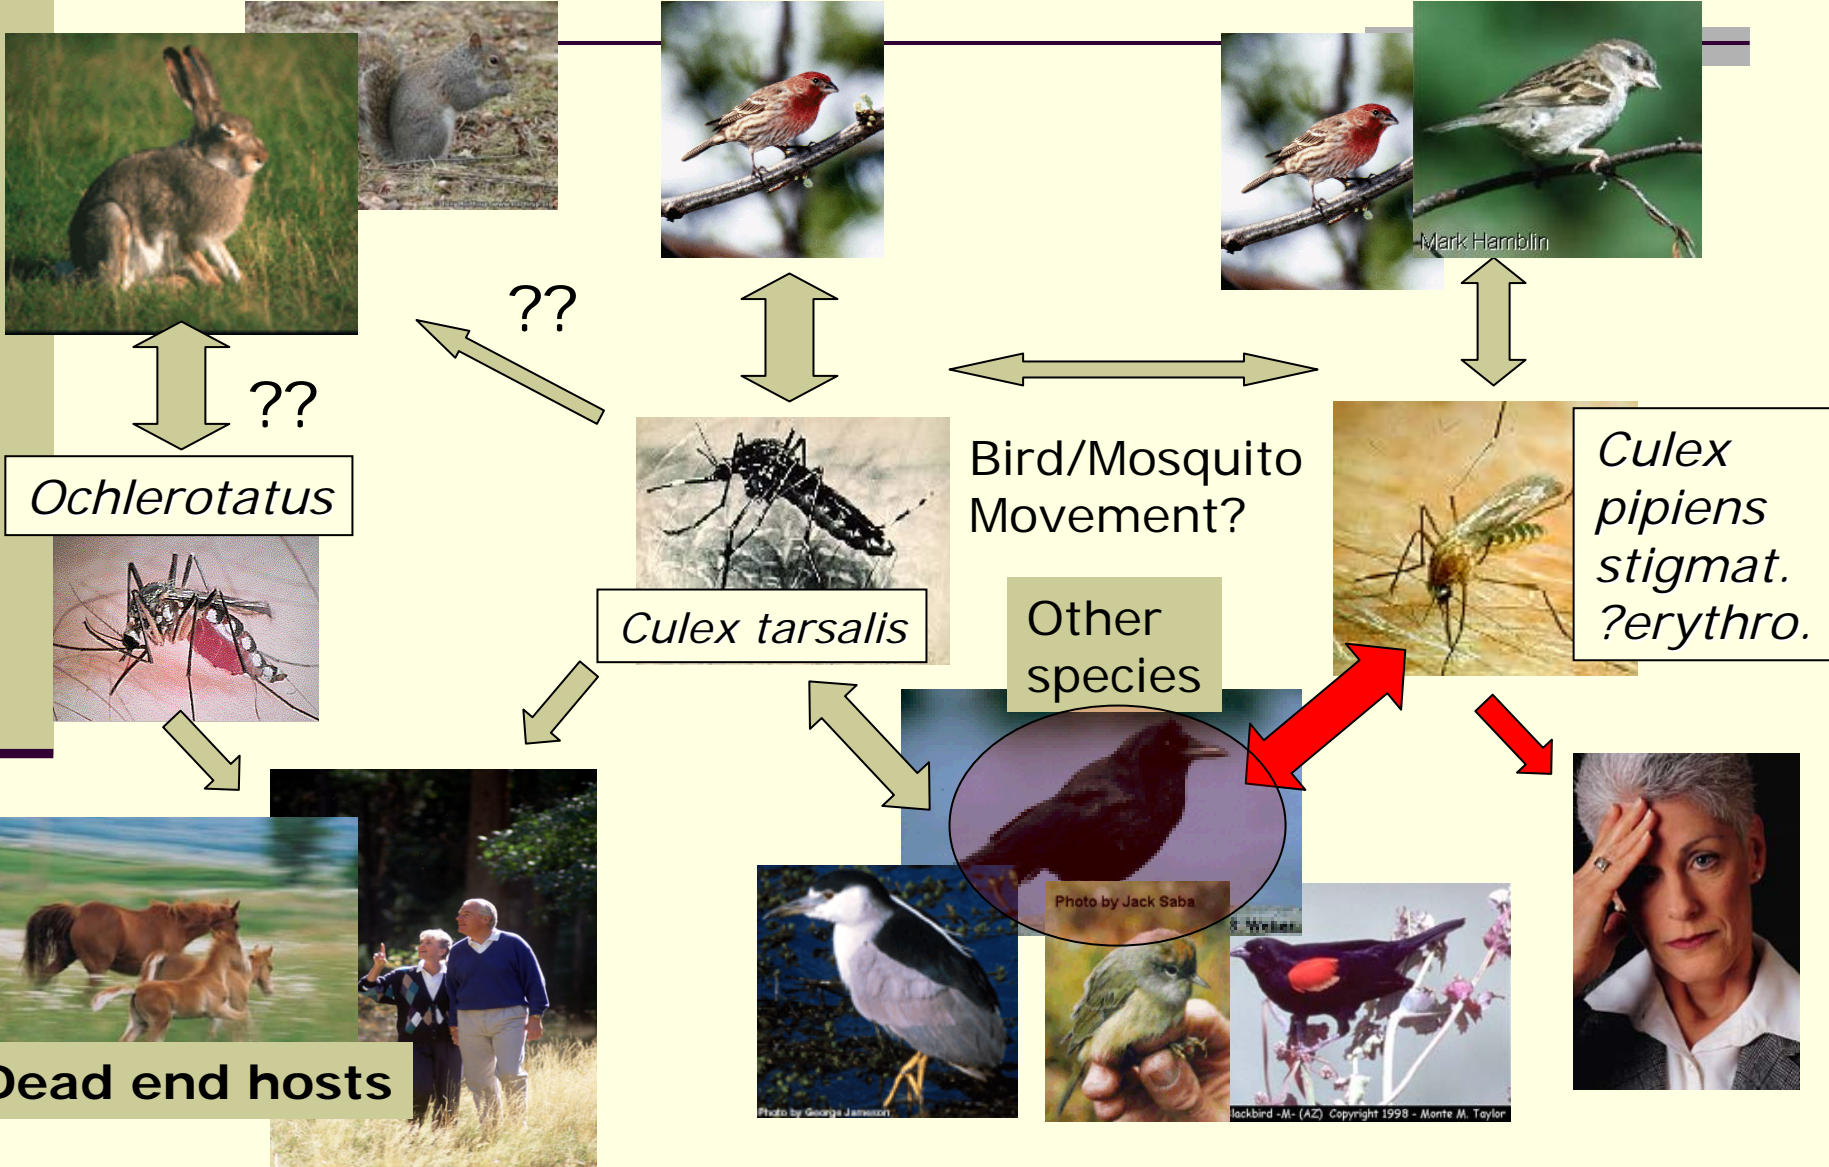 Mark Hamblin
??
??
Ochlerotatus
Culex tarsalis
Bird/Mosquito
Movement?
Culex
pipiens
stigmat.
?erythro.
Other
species
Photo by Jack Saba
Weber
Photo by George Jameson
lackbird -M- (AZ) Copyright 1998 - Monte M. Taylor
Dead end hosts